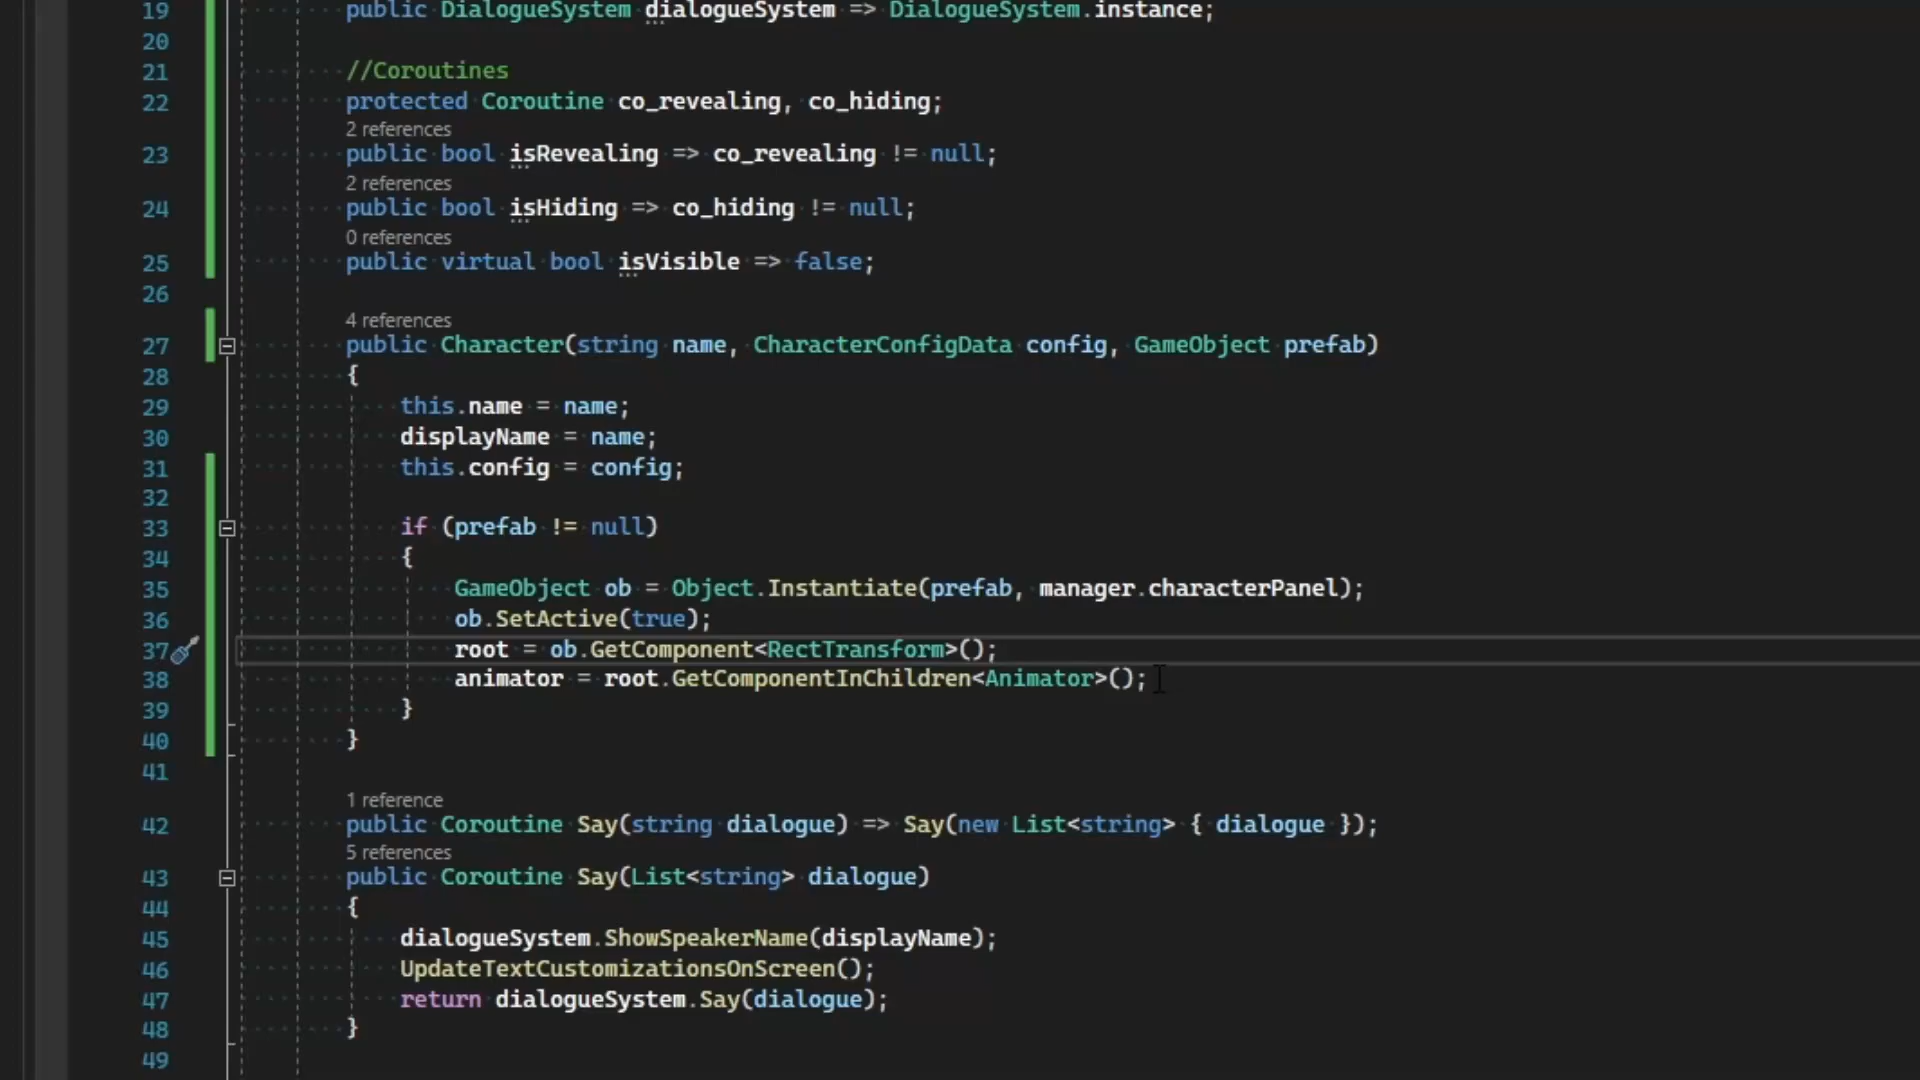 19 public DialogueSystem dialogueSystem => DialogueSystem.instance;
20
21 //Coroutines
22 protected Coroutine co_revealing, co_hiding;
2 references
23 public bool isRevealing => co_revealing != null;
2 references
24 public bool isHiding => co_hiding != null;
0 references
25 public virtual bool isVisible => false;
26
4 references
27 public Character(string name, CharacterConfigData config, GameObject prefab)
28 {
29 this.name = name;
30 displayName = name;
31 this.config = config;
32
33 if (prefab != null)
34 {
35 GameObject ob = Object.Instantiate(prefab, manager.characterPanel);
36 ob.SetActive(true);
37 root = ob.GetComponent<RectTransform>();
38 animator = root.GetComponentInChildren<Animator>();
39 }
40 }
41
1 reference
42 public Coroutine Say(string dialogue) => Say(new List<string> { dialogue });
5 references
43 public Coroutine Say(List<string> dialogue)
44 {
45 dialogueSystem.ShowSpeakerName(displayName);
46 UpdateTextCustomizationsOnScreen();
47 return dialogueSystem.Say(dialogue);
48 }
49